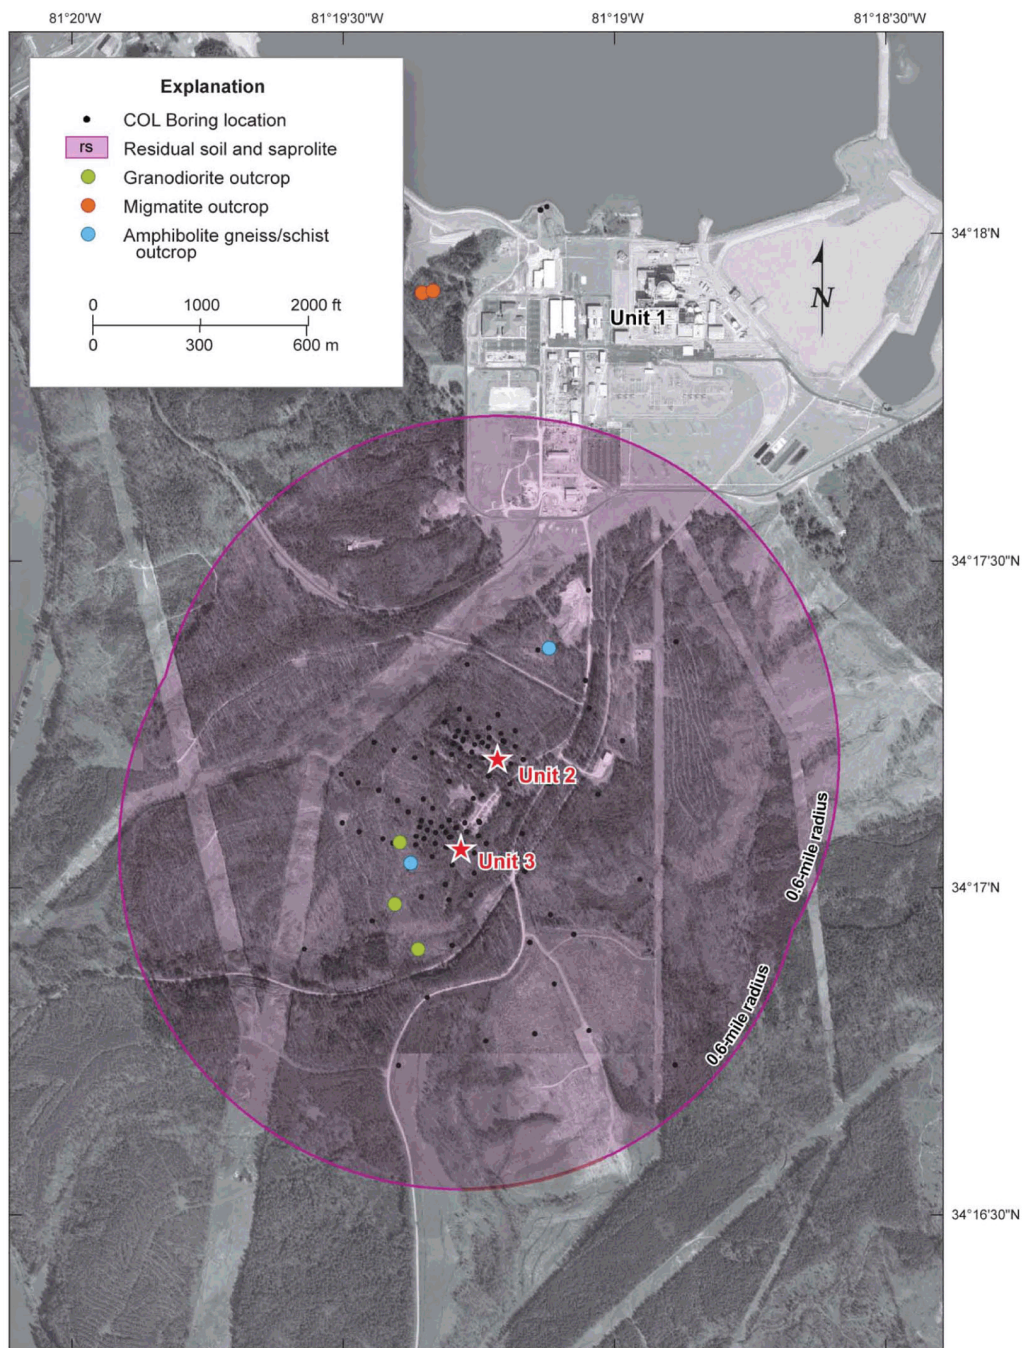 81°20'W 81°19'30"W 81°19'W 81°18'30"W
Explanation
COL Boring location
rs Residual soil and saprolite
Granodiorite outcrop
Migmatite outcrop
Amphibolite gneiss/schist
outcrop
0 1000 2000 ft
0 300 600 m
34°18'N
N
Unit 1
34°17'30"N
Unit 2
Unit 3
0.6-mile radius
34°17'N
0.6-mile radius
34°16'30"N